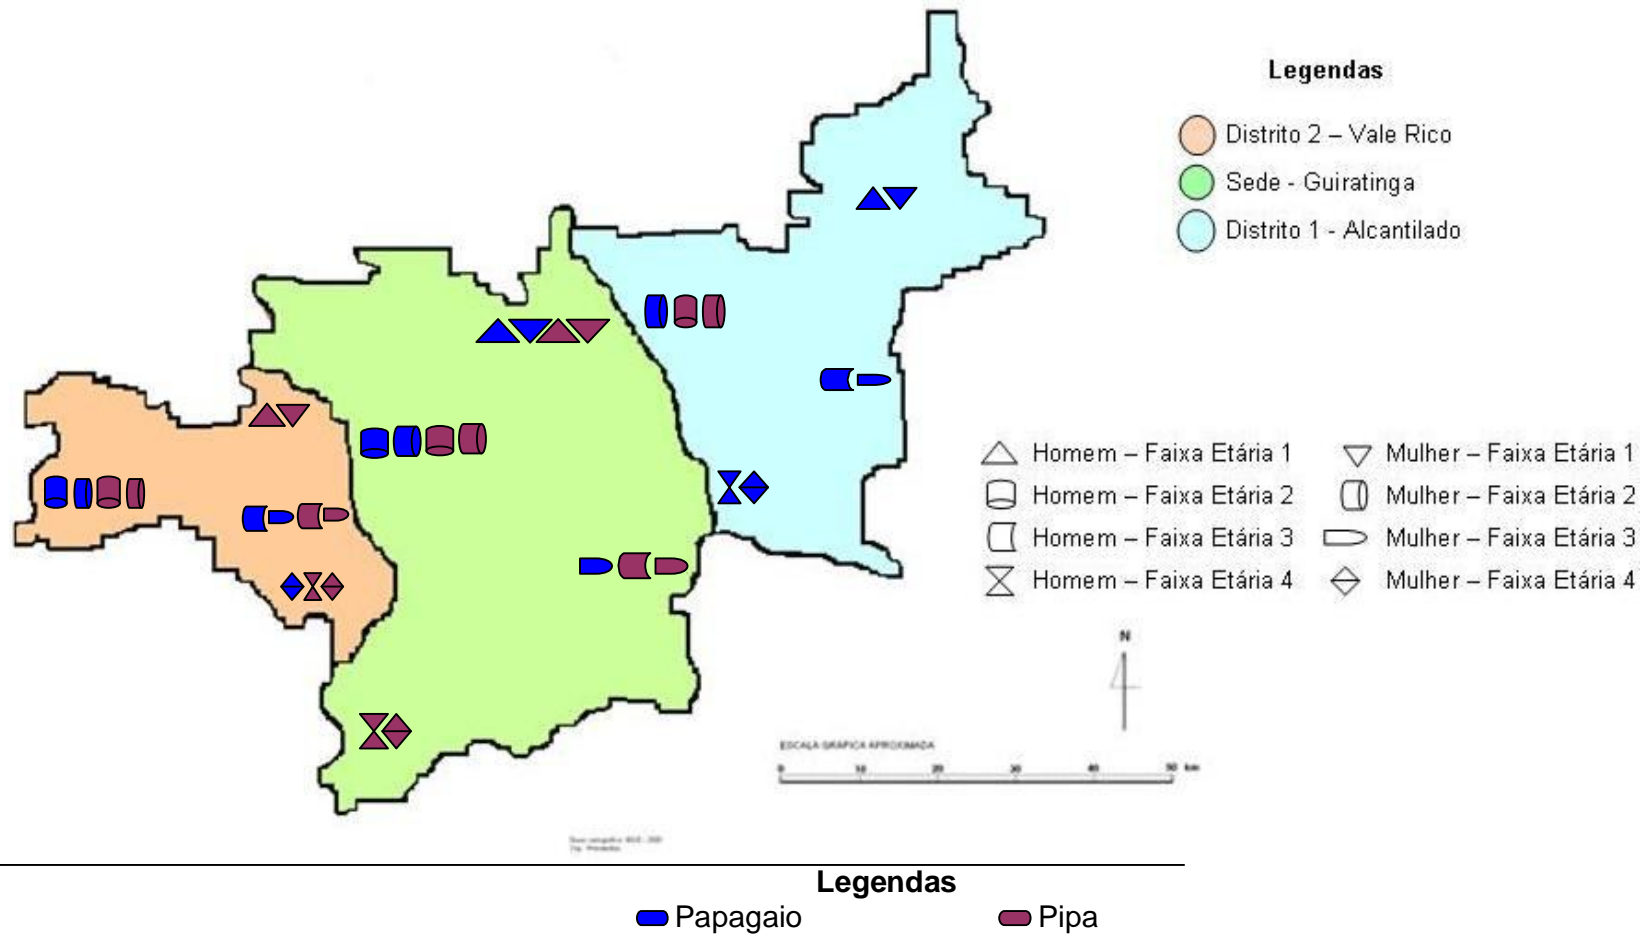 Legendas
Distrito 2 – Vale Rico
Sede - Guiratinga
Distrito 1 - Alcantilado
Homem – Faixa Etária 1
Mulher – Faixa Etária 1
Homem – Faixa Etária 2
Mulher – Faixa Etária 2
Homem – Faixa Etária 3
Mulher – Faixa Etária 3
Homem – Faixa Etária 4
Mulher – Faixa Etária 4
N
ESCALA GRÁFICA APROXIMADA
0 10 20 30 40 50 km
Legendas
Papagaio
Pipa